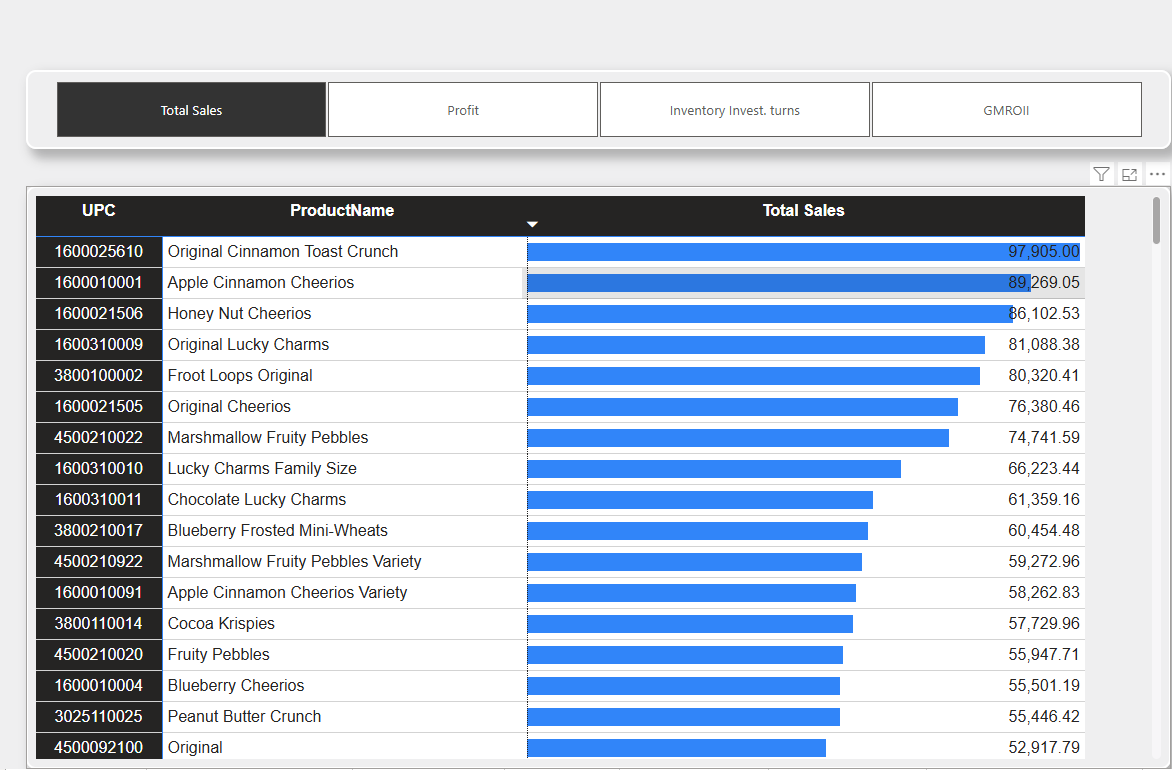 Total Sales Profit Inventory Invest. turns GMROII
UPC ProductName Total Sales
1600025610 Original Cinnamon Toast Crunch 97,905.00
1600010001 Apple Cinnamon Cheerios 89,269.05
1600021506 Honey Nut Cheerios 86,102.53
1600310009 Original Lucky Charms 81,088.38
3800100002 Froot Loops Original 80,320.41
1600021505 Original Cheerios 76,380.46
4500210022 Marshmallow Fruity Pebbles 74,741.59
1600310010 Lucky Charms Family Size 66,223.44
1600310011 Chocolate Lucky Charms 61,359.16
3800210017 Blueberry Frosted Mini-Wheats 60,454.48
4500210922 Marshmallow Fruity Pebbles Variety 59,272.96
1600010091 Apple Cinnamon Cheerios Variety 58,262.83
3800110014 Cocoa Krispies 57,729.96
4500210020 Fruity Pebbles 55,947.71
1600010004 Blueberry Cheerios 55,501.19
3025110025 Peanut Butter Crunch 55,446.42
4500092100 Original 52,917.79